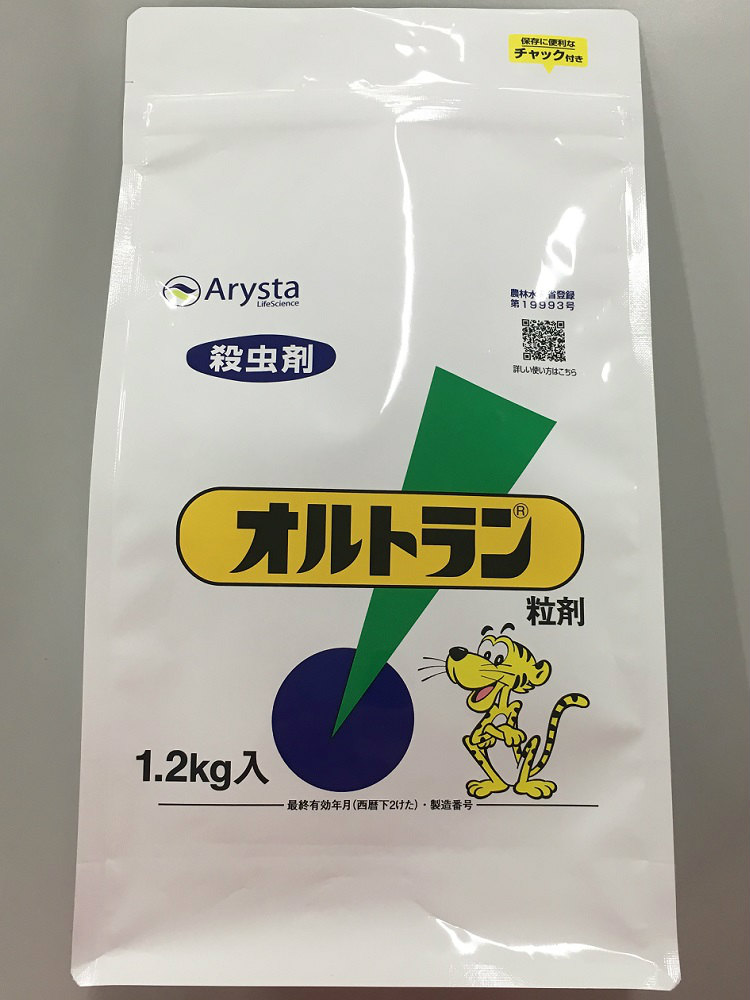 保存に便利な
チャック付き
Arysta
LifeScience
農林水 省登録
第19993号
殺虫剤
詳しい使い方はこちら
オルトラン®
粒剤
1.2kg入
最終有効年月(西暦下2けた)・製造番号